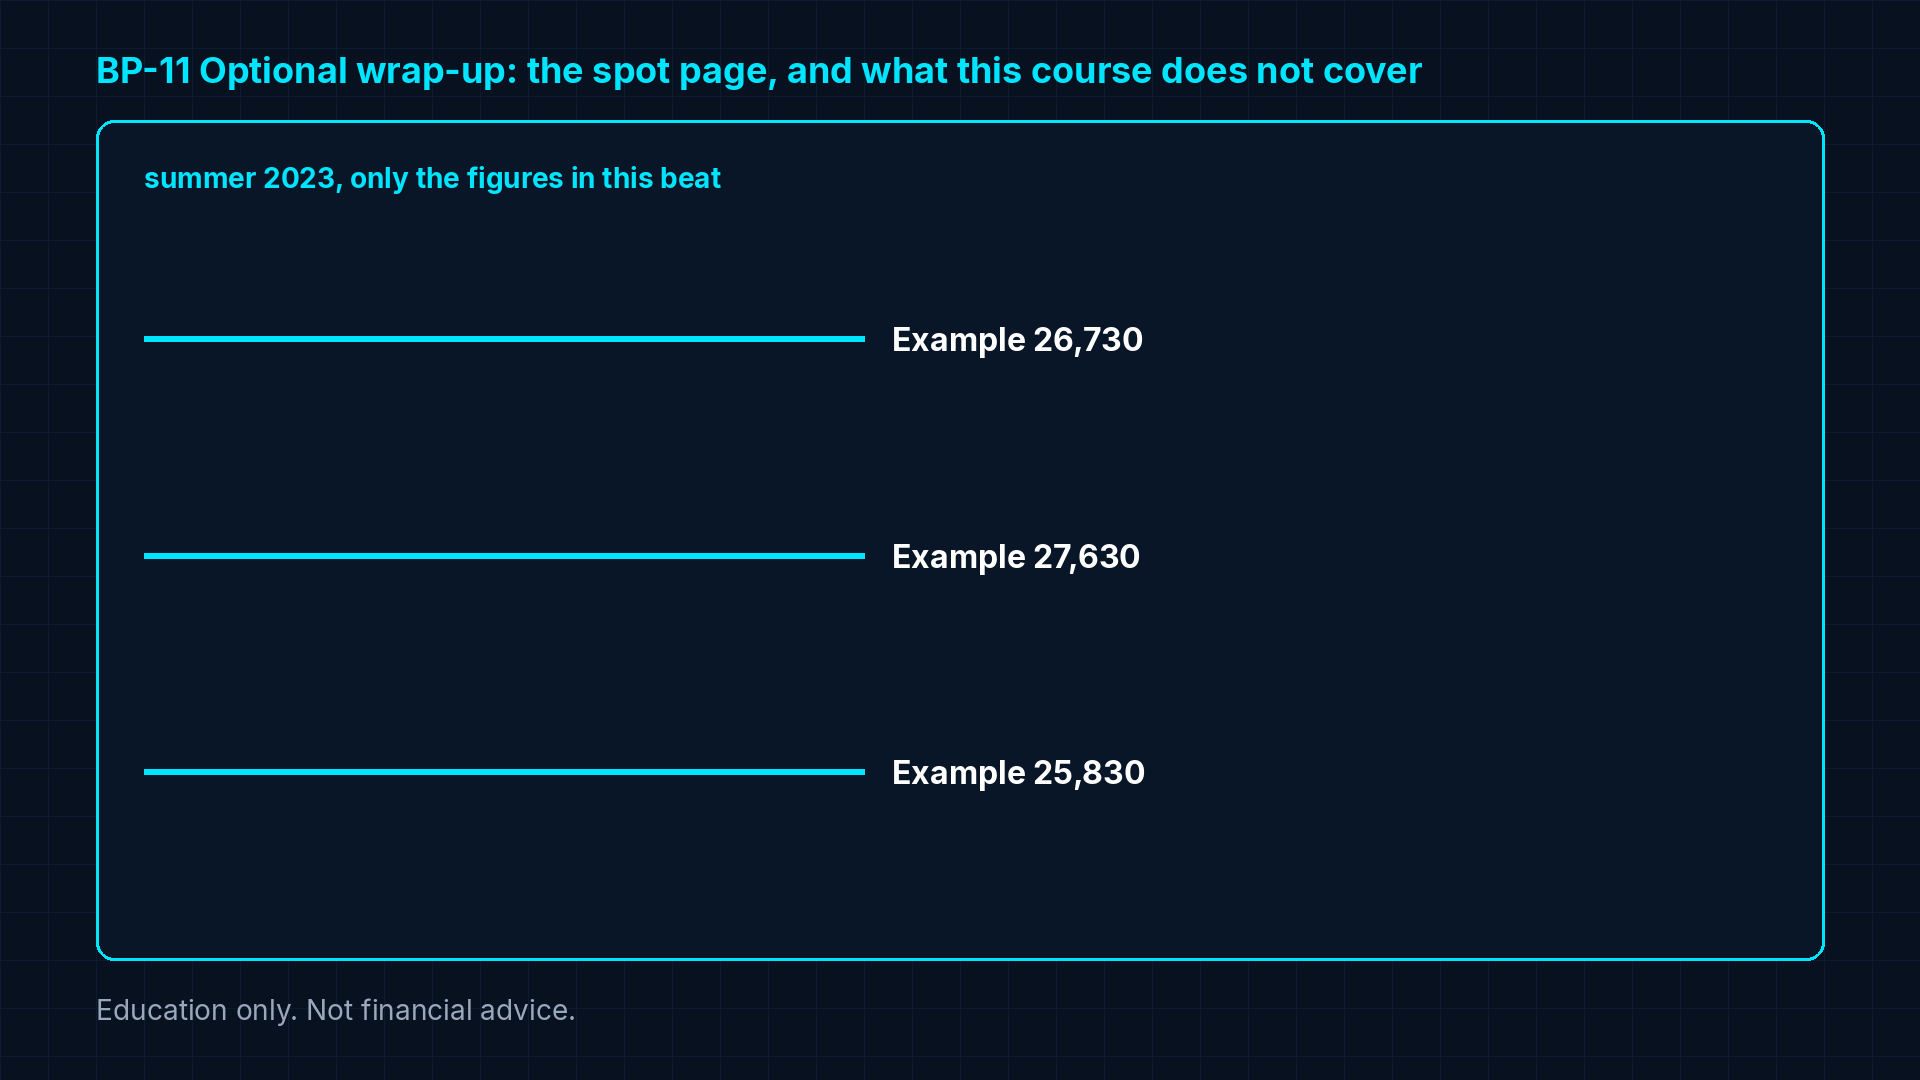 BP-11 Optional wrap-up: the spot page, and what this course does not cover
summer 2023, only the figures in this beat
Example 26,730
Example 27,630
Example 25,830
Education only. Not financial advice.